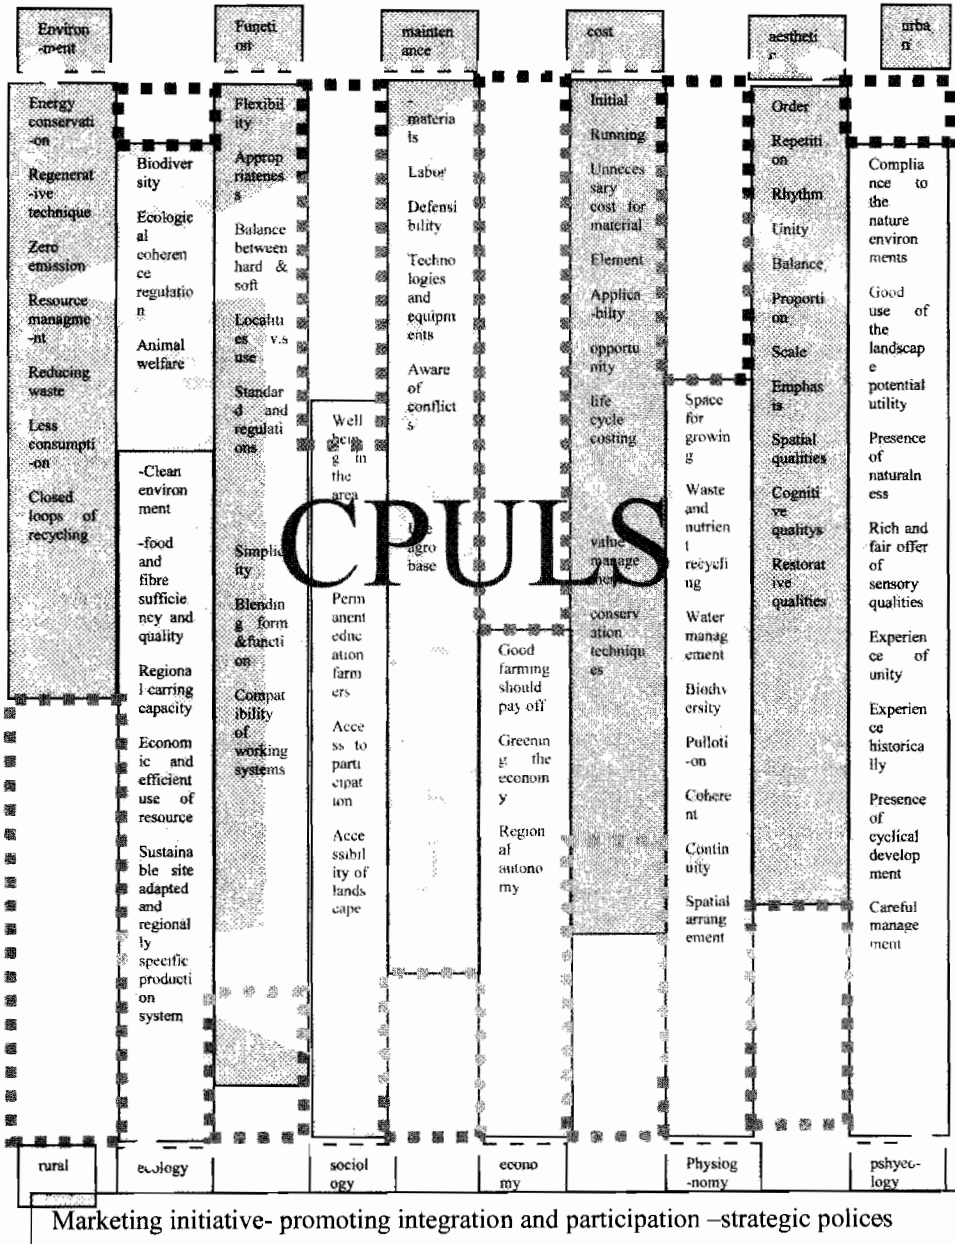 Environ
-ment
Functi
on
mainten
ance
cost
aestheti
c
urba
n
Energy
conservati
-on
Regenerat
-ive
technique
Zero
emission
Resource
managme
-nt
Reducing
waste
Less
consumpti
-on
Closed
loops of
recycling
Biodiver
sity
Ecologic
al
coheren
ce
regulatio
n
Animal
welfare
-Clean
environ
ment
-food
and
fibre
sufficie
ncy and
quality
Regiona
l carring
capacity
Econom
ic and
efficient
use of
resource
Sustaina
ble site
adapted
and
regional
ly
specific
producti
on
system
Flexibil
ity
Approp
riatenes
s
Balance
between
hard &
soft
Localiti
es v.s
use
Standar
d and
regulati
ons
Simplic
ity
Blendin
g form
&functi
on
Compat
ibility
of
working
systems
Well
bein
g in
the
area
Perm
anent
educ
ation
farm
ers
Acce
ss to
parti
cipat
ion
Acce
ssibil
ity of
lands
cape
-
materia
ls
Labor
Defensi
bility
Techno
logies
and
equipm
ents
Aware
of
conflict
s
agro
base
CPULS
Good
farming
should
pay off
Greenin
g the
econom
y
Region
al
autono
my
Initial
Running
Unneces
sary
cost for
material
Element
Applica
-bilty
opportu
nity
life
cycle
costing
value
manage
ment
conserv
ation
techniqu
es
Space
for
growin
g
Waste
and
nutrien
t
recycli
ng
Water
manag
ement
Biodiv
ersity
Pulloti
-on
Cohere
nt
Contin
uity
Spatial
arrang
ement
Order
Repetiti
on
Rhythm
Unity
Balance
Proporti
on
Scale
Emphas
is
Spatial
qualities
Cogniti
ve
qualitys
Restorat
ive
qualities
Complia
nce to
the
nature
environ
ments
Good
use of
the
landscap
e
potential
utility
Presence
of
naturaln
ess
Rich and
fair offer
of
sensory
qualities
Experien
ce of
unity
Experien
ce
historica
lly
Presence
of
cyclical
develop
ment
Careful
manage
ment
rural
ecology
sociol
ogy
econo
my
Physiog
-nomy
pshyco-
logy
Marketing initiative- promoting integration and participation –strategic polices